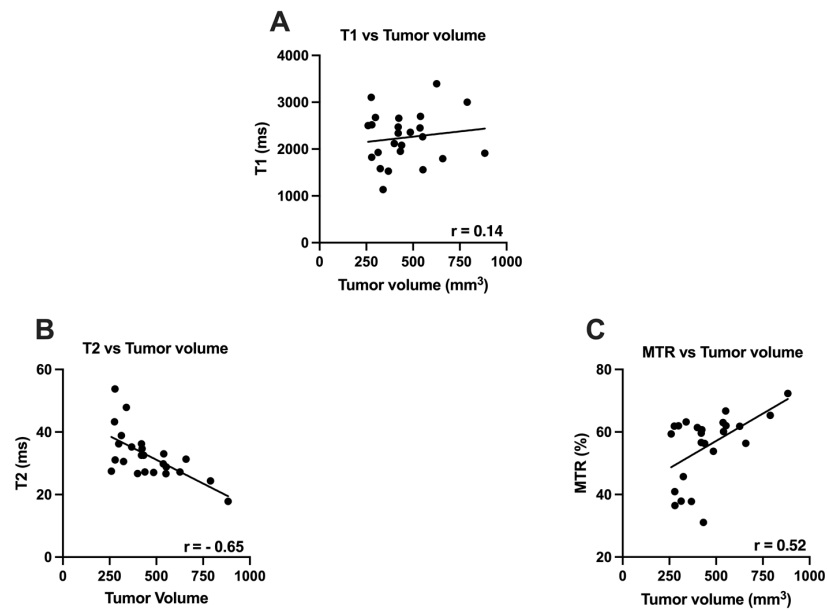 A
T1 vs Tumor volume
4000
3000
2000
1000
0
T1 (ms)
r = 0.14
0 250 500 750 1000
Tumor volume (mm³)
B
T2 vs Tumor volume
60
40
20
0
T2 (ms)
r = - 0.65
0 250 500 750 1000
Tumor Volume
C
MTR vs Tumor volume
80
60
40
20
MTR (%)
r = 0.52
0 250 500 750 1000
Tumor volume (mm³)